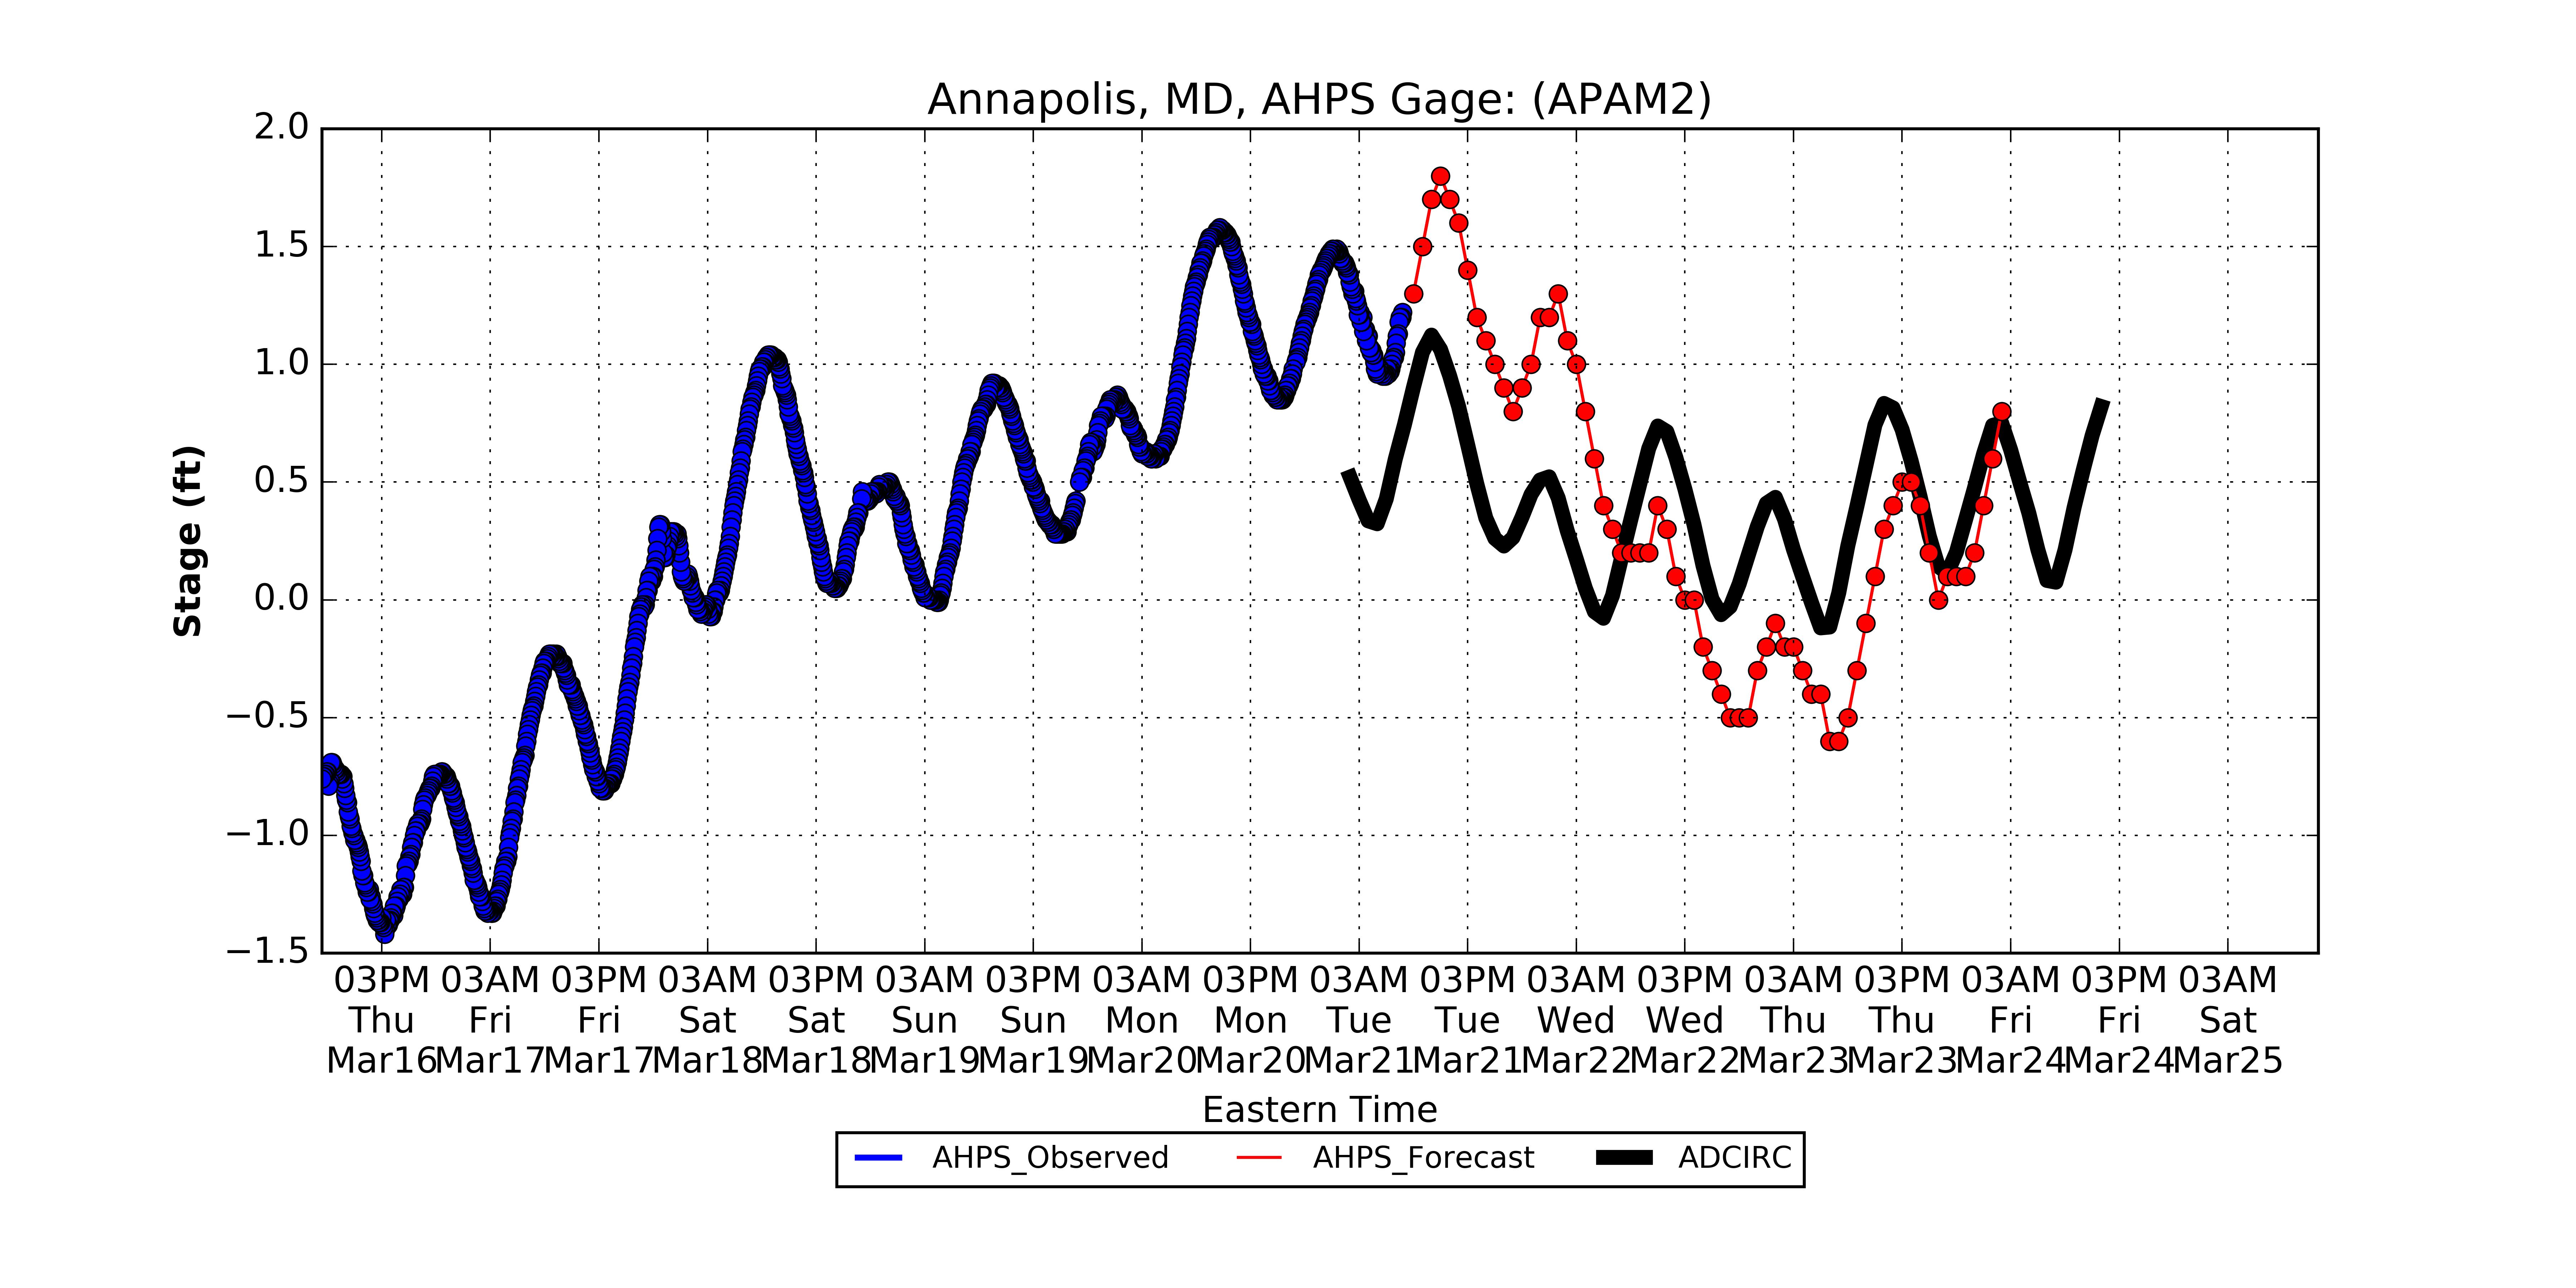 Annapolis, MD, AHPS Gage: (APAM2)
2.0
1.5
1.0
0.5
0.0
−0.5
−1.0
−1.5
Stage (ft)
03PM 03AM 03PM 03AM 03PM 03AM 03PM 03AM 03PM 03AM 03PM 03AM 03PM 03AM 03PM 03AM 03PM 03AM
Thu Fri Fri Sat Sat Sun Sun Mon Mon Tue Tue Wed Wed Thu Thu Fri Fri Sat
Mar16 Mar17 Mar17 Mar18 Mar18 Mar19 Mar19 Mar20 Mar20 Mar21 Mar21 Mar22 Mar22 Mar23 Mar23 Mar24 Mar24 Mar25
Eastern Time
AHPS_Observed AHPS_Forecast ADCIRC